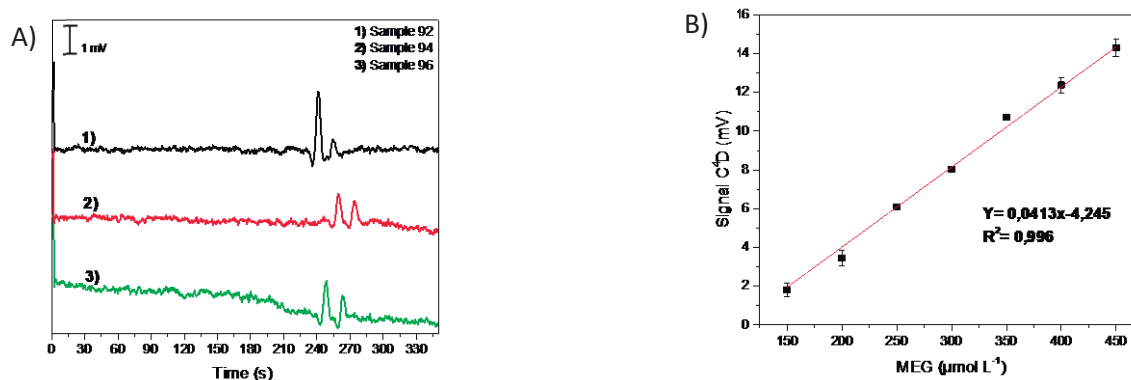 A)
1 mV
1) Sample 92
2) Sample 94
3) Sample 96
1)
2)
3)
0 30 60 90 120 150 180 210 240 270 300 330
Time (s)
B)
Signal C⁴D (mV)
16
14
12
10
8
6
4
2
0
Y= 0,0413x-4,245
R²= 0,996
150 200 250 300 350 400 450
MEG (µmol L⁻¹)